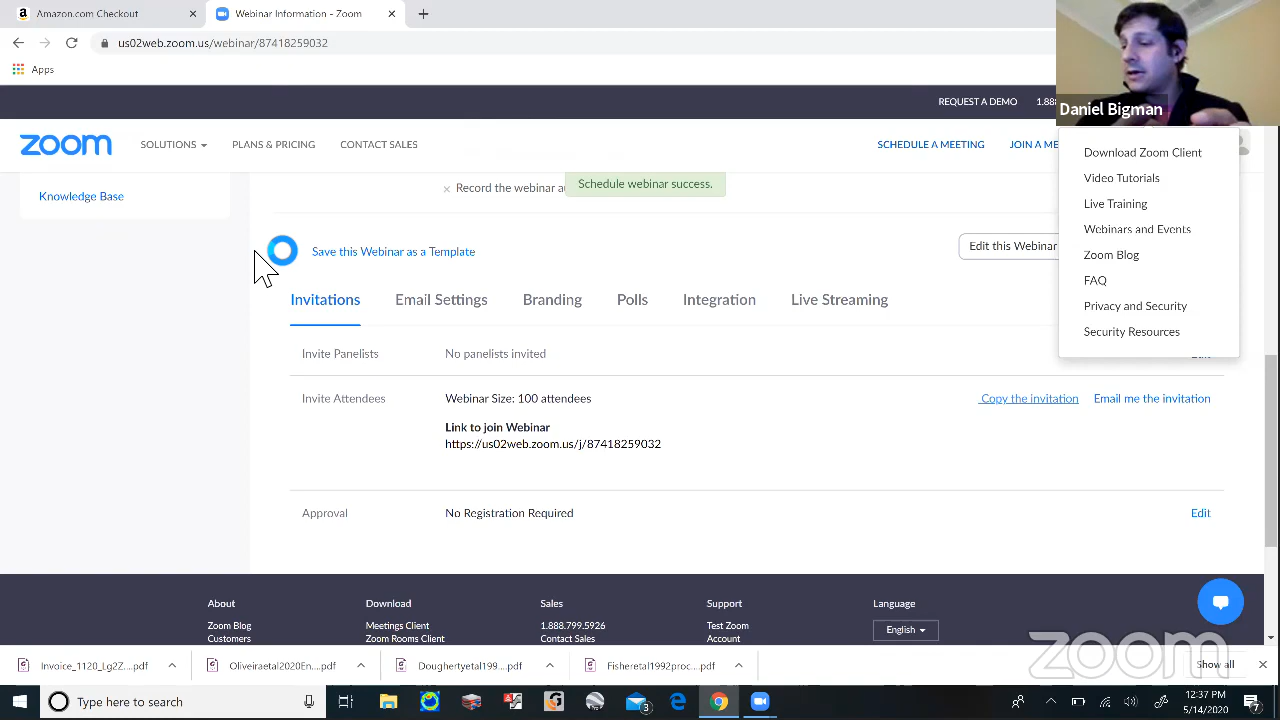 Amazon.com Checkout
Webinar Information - Zoom
us02web.zoom.us/webinar/87418259032
Apps
Daniel Bigman
REQUEST A DEMO 1.88
zoom SOLUTIONS PLANS & PRICING CONTACT SALES SCHEDULE A MEETING JOIN A ME
Download Zoom Client
Video Tutorials
Live Training
Webinars and Events
Zoom Blog
FAQ
Privacy and Security
Security Resources
Knowledge Base
Record the webinar
Schedule webinar success.
Save this Webinar as a Template
Edit this Webinar
Invitations Email Settings Branding Polls Integration Live Streaming
Invite Panelists No panelists invited
Invite Attendees Webinar Size: 100 attendees Copy the invitation Email me the invitation
Link to join Webinar
https://us02web.zoom.us/j/87418259032
Approval No Registration Required Edit
About Download Sales Support Language
Zoom Blog Meetings Client 1.888.799.5926 Test Zoom English
Customers Zoom Rooms Client Contact Sales Account
zoom
Invoice_1120_Lg2Z....pdf Oliveiraetal2020En....pdf Doughertyetal199....pdf Fisheretal1992proc....pdf Show all
Type here to search
3
12:37 PM
5/14/2020
7